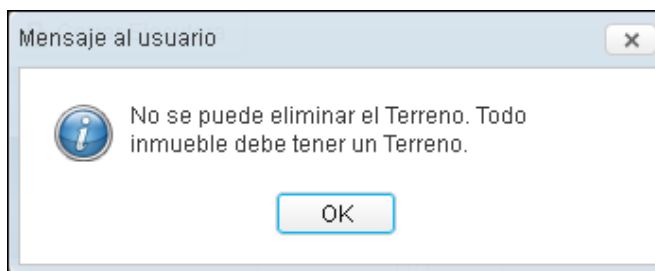 Mensaje al usuario
No se puede eliminar el Terreno. Todo
inmueble debe tener un Terreno.
OK